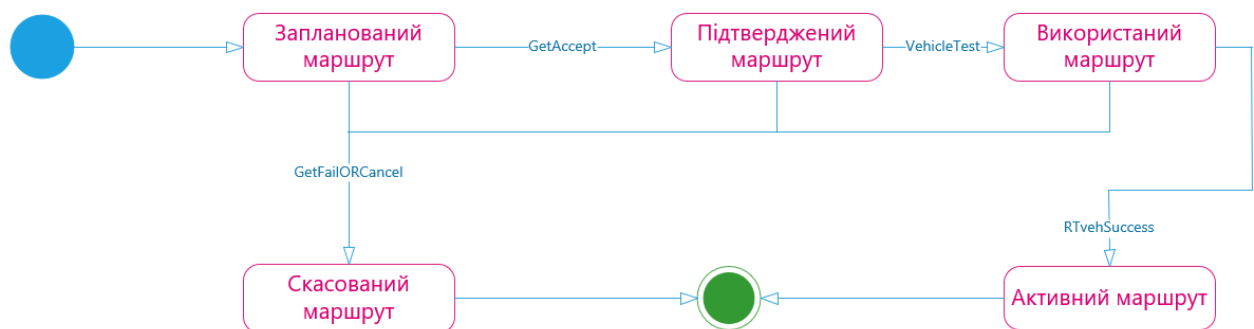 Запланований
маршрут
GetAccept
Підтверджений
маршрут
VehicleTest
Використаний
маршрут
GetFailORCancel
RTvehSuccess
Скасований
маршрут
Активний маршрут